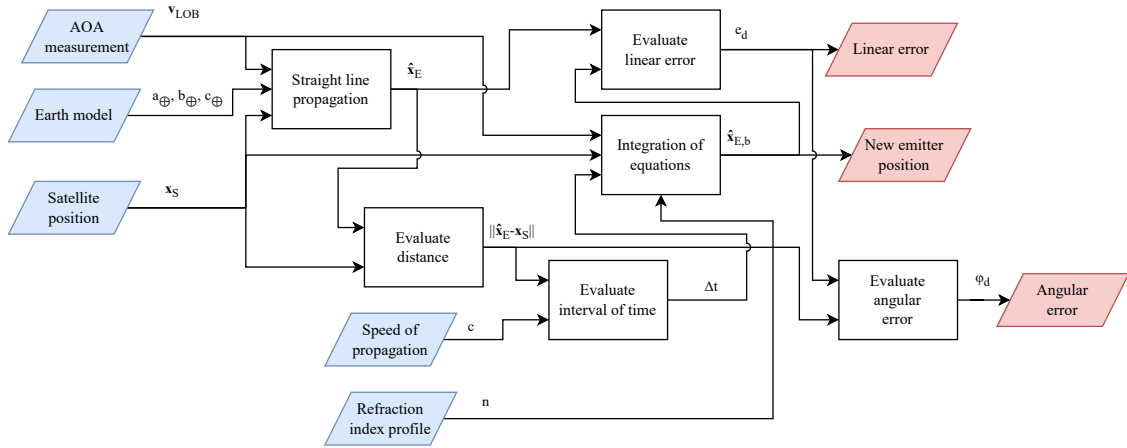 v_LOB
AOA
measurement
Earth model
a⊕, b⊕, c⊕
Straight line
propagation
x̂_E
Evaluate
linear error
e_d
Linear error
Integration of
equations
x̂_E,b
New emitter
position
Satellite
position
x_S
Evaluate
distance
||x̂_E-x_S||
Evaluate
interval of time
Δt
Evaluate
angular
error
φ_d
Angular
error
Speed of
propagation
c
Refraction
index profile
n